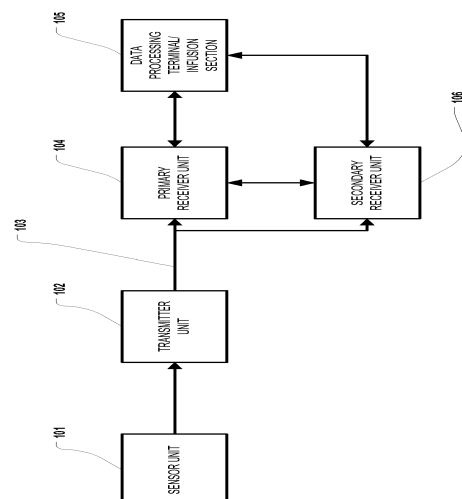 101
102
103
104
105
SENSOR UNIT
TRANSMITTER
UNIT
PRIMARY
RECEIVER UNIT
DATA
PROCESSING
TERMINAL/
INFUSION
SECTION
SECONDARY
RECEIVER UNIT
106